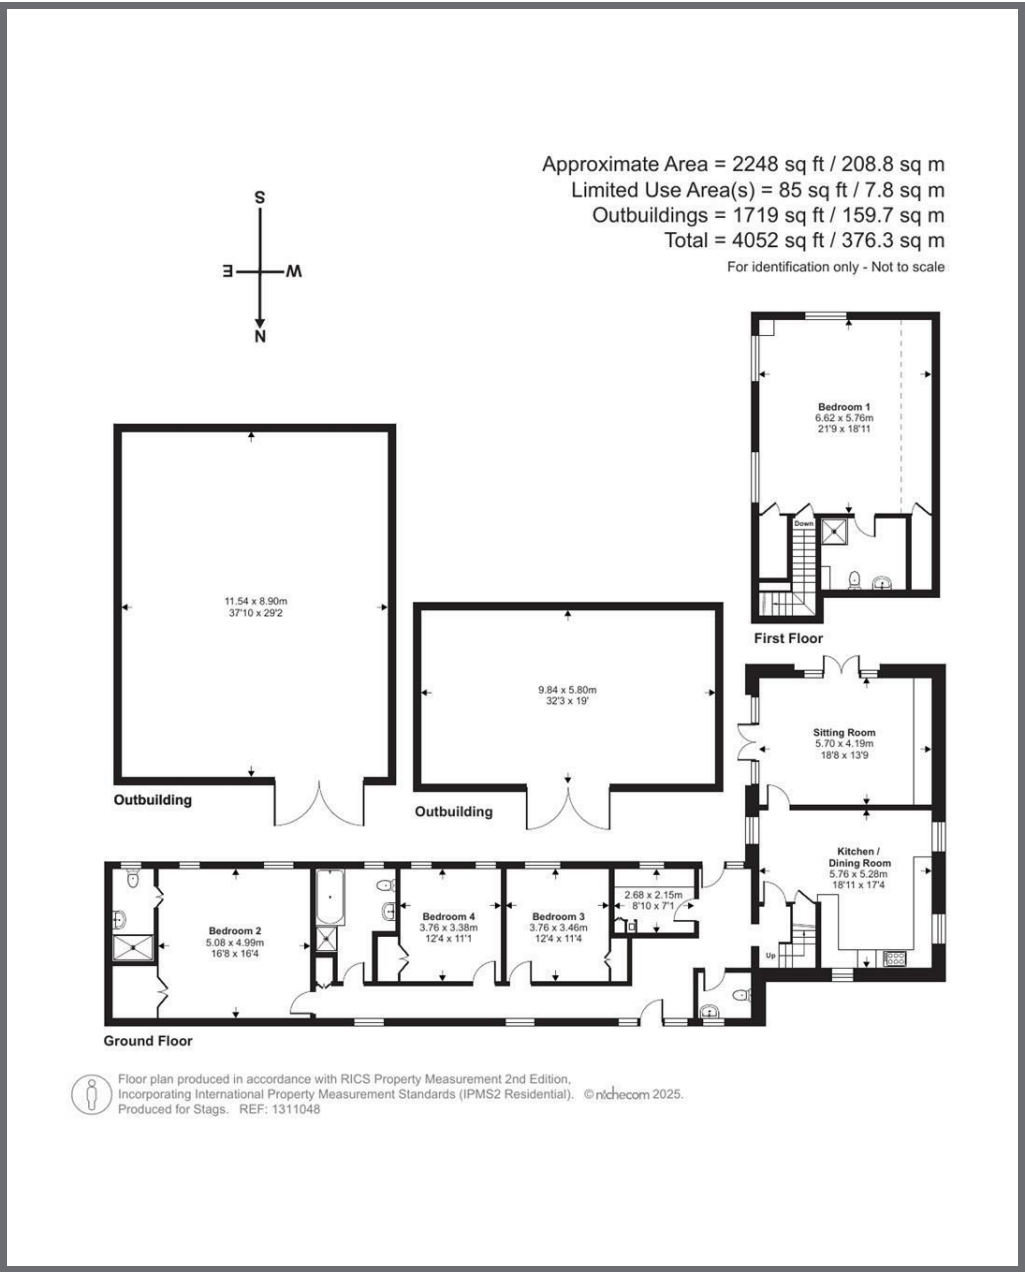 Approximate Area = 2248 sq ft / 208.8 sq m
Limited Use Area(s) = 85 sq ft / 7.8 sq m
Outbuildings = 1719 sq ft / 159.7 sq m
Total = 4052 sq ft / 376.3 sq m
For identification only - Not to scale
S
E
W
N
Bedroom 1
6.62 x 5.76m
21'9 x 18'11
Down
First Floor
11.54 x 8.90m
37'10 x 29'2
Outbuilding
9.84 x 5.80m
32'3 x 19'
Outbuilding
Sitting Room
5.70 x 4.19m
18'8 x 13'9
Kitchen /
Dining Room
5.76 x 5.28m
18'11 x 17'4
Up
2.68 x 2.15m
8'10 x 7'1
Bedroom 3
3.76 x 3.46m
12'4 x 11'4
Bedroom 4
3.76 x 3.38m
12'4 x 11'1
Bedroom 2
5.08 x 4.99m
16'8 x 16'4
Ground Floor
Floor plan produced in accordance with RICS Property Measurement 2nd Edition,
Incorporating International Property Measurement Standards (IPMS2 Residential). © nichecom 2025.
Produced for Stags. REF: 1311048